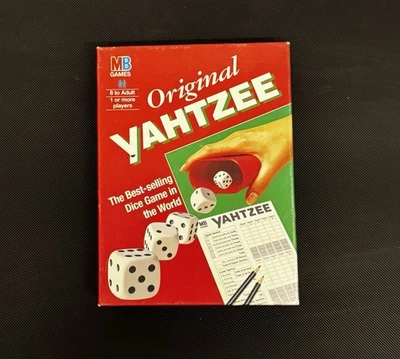 MB
GAMES
8 to Adult
1 or more
players
Original
YAHTZEE
The Best-selling
Dice Game in
the World
YAHTZEE